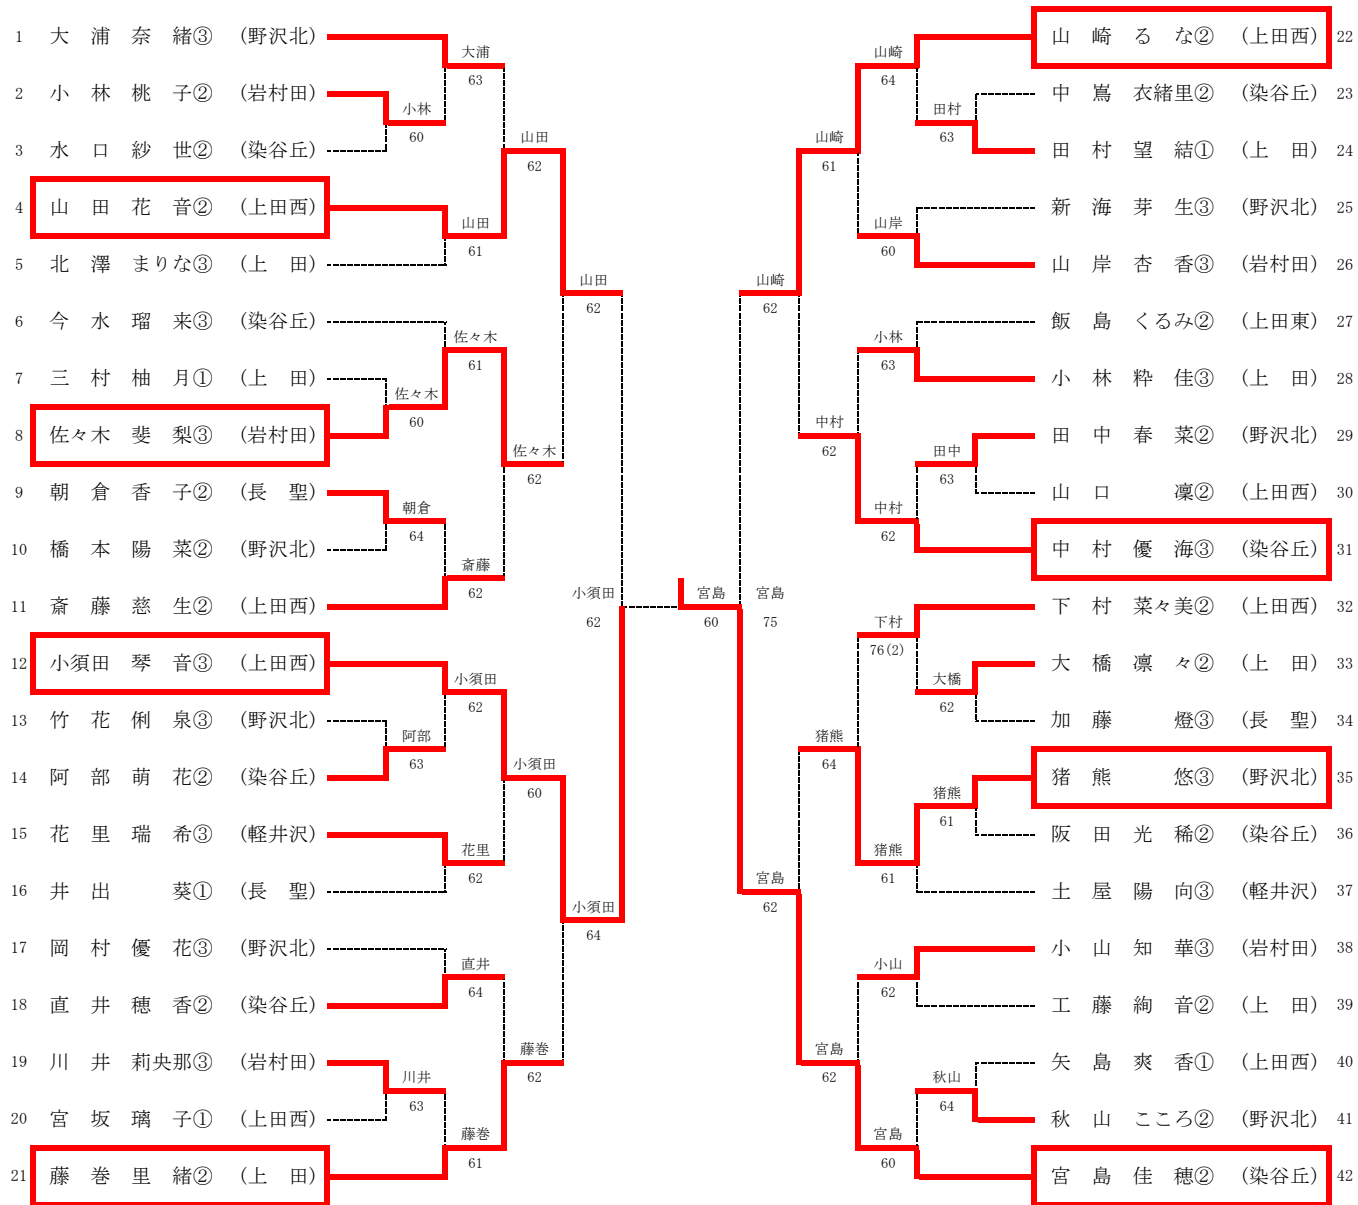 1 大浦奈緒③ (野沢北)
2 小林桃子② (岩村田)
3 水口紗世② (染谷丘)
4 山田花音② (上田西)
5 北澤まりな③ (上田)
6 今水瑠来③ (染谷丘)
7 三村柚月① (上田)
8 佐々木斐梨③ (岩村田)
9 朝倉香子② (長聖)
10 橋本陽菜② (野沢北)
11 斎藤慈生② (上田西)
12 小須田琴音③ (上田西)
13 竹花俐泉③ (野沢北)
14 阿部萌花② (染谷丘)
15 花里瑞希③ (軽井沢)
16 井出葵① (長聖)
17 岡村優花③ (野沢北)
18 直井穂香② (染谷丘)
19 川井莉央那③ (岩村田)
20 宮坂璃子① (上田西)
21 藤巻里緒② (上田)
大浦
63
小林
60
山田
62
山田
61
山田
62
佐々木
61
佐々木
60
佐々木
62
朝倉
64
斎藤
62
小須田
62
小須田
62
阿部
63
小須田
60
花里
62
小須田
64
直井
64
藤巻
62
川井
63
藤巻
61
宮島
60
宮島
75
山崎
64
田村
63
山崎
61
山岸
60
山崎
62
小林
63
中村
62
田中
63
中村
62
下村
76(2)
大橋
62
猪熊
64
猪熊
61
猪熊
61
宮島
62
小山
62
宮島
62
秋山
64
宮島
60
山崎るな② (上田西) 22
中嶌衣緒里② (染谷丘) 23
田村望結① (上田) 24
新海芽生③ (野沢北) 25
山岸杏香③ (岩村田) 26
飯島くるみ② (上田東) 27
小林粋佳③ (上田) 28
田中春菜② (野沢北) 29
山口凜② (上田西) 30
中村優海③ (染谷丘) 31
下村菜々美② (上田西) 32
大橋凛々② (上田) 33
加藤燈③ (長聖) 34
猪熊悠③ (野沢北) 35
阪田光稀② (染谷丘) 36
土屋陽向③ (軽井沢) 37
小山知華③ (岩村田) 38
工藤絢音② (上田) 39
矢島爽香① (上田西) 40
秋山こころ② (野沢北) 41
宮島佳穂② (染谷丘) 42